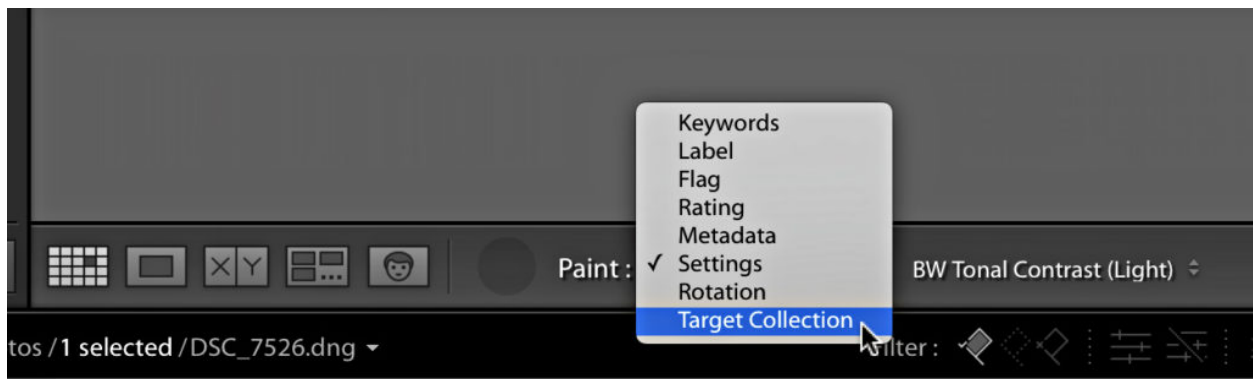 Keywords
Label
Flag
Rating
Metadata
Paint : ✓ Settings BW Tonal Contrast (Light)
Rotation
Target Collection
tos / 1 selected / DSC_7526.dng
Filter :
X Y